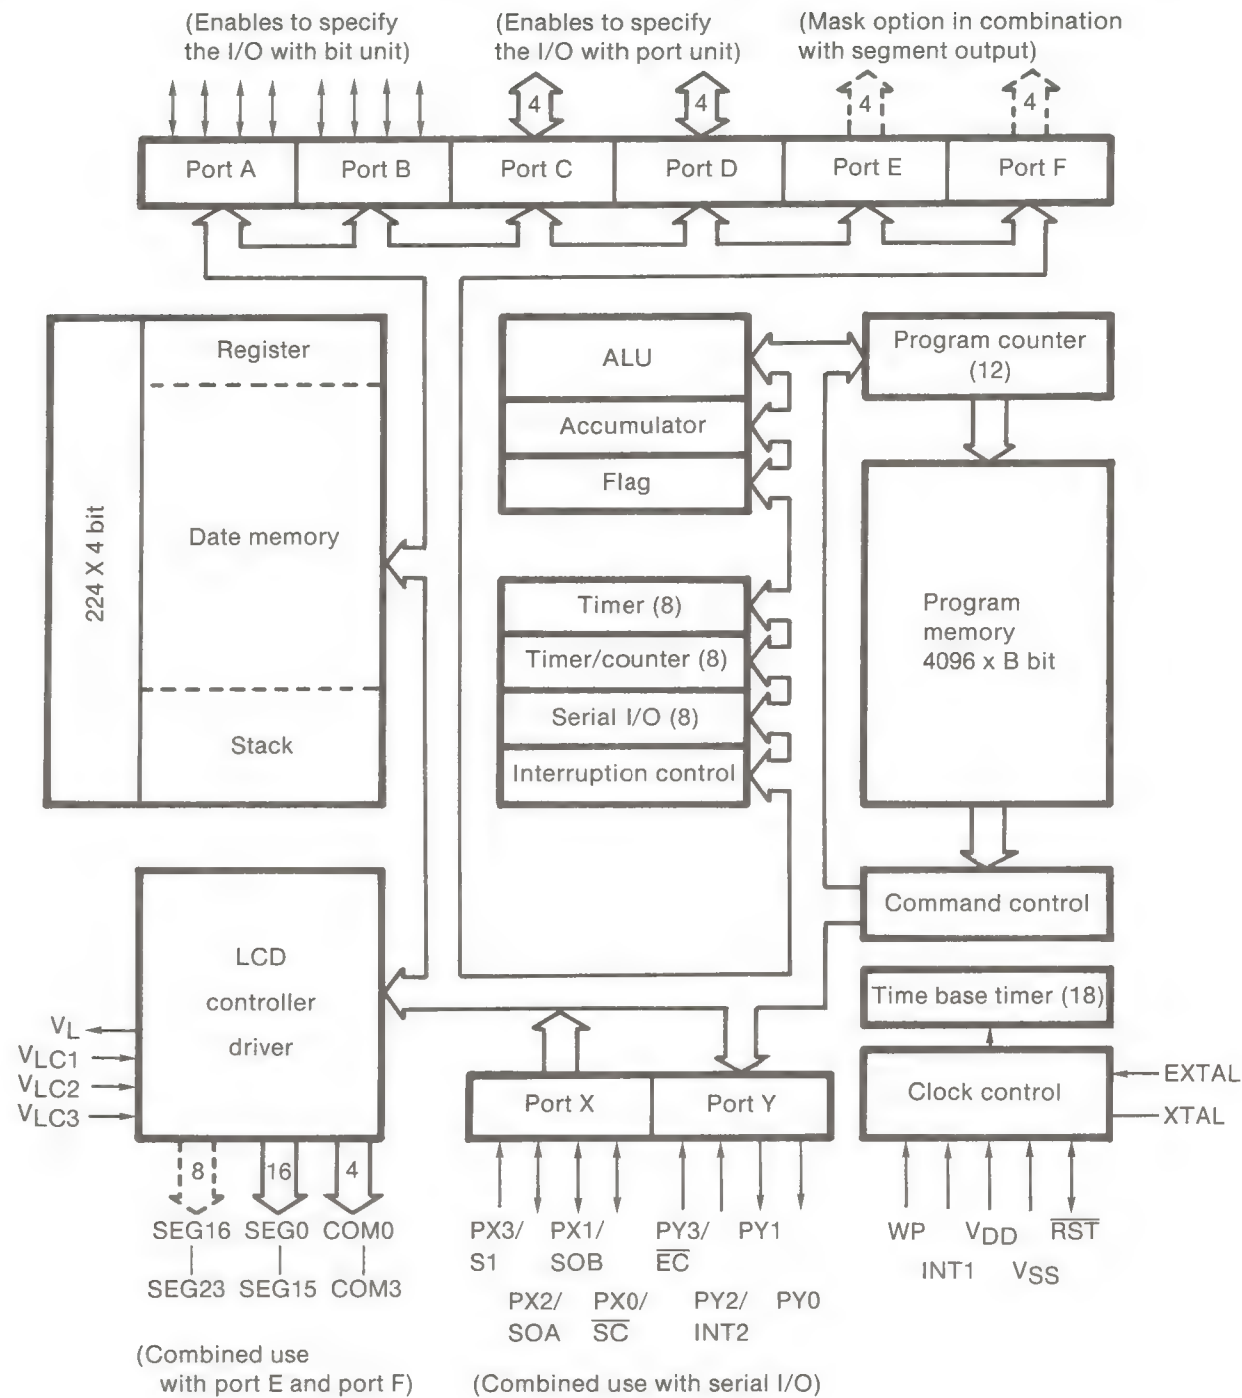 (Enables to specify
the I/O with bit unit)
(Enables to specify
the I/O with port unit)
(Mask option in combination
with segment output)
4
4
4
4
Port A
Port B
Port C
Port D
Port E
Port F
224 X 4 bit
Register
Date memory
Stack
ALU
Accumulator
Flag
Timer (8)
Timer/counter (8)
Serial I/O (8)
Interruption control
Program counter
(12)
Program
memory
4096 x B bit
Command control
Time base timer (18)
Clock control
EXTAL
XTAL
LCD
controller
driver
VL
VLC1
VLC2
VLC3
8
16
4
SEG16
SEG23
SEG0
SEG15
COM0
COM3
(Combined use
with port E and port F)
Port X
Port Y
PX3/
S1
PX2/
SOA
PX1/
SOB
PX0/
SC
PY3/
EC
PY2/
INT2
PY1
PY0
(Combined use with serial I/O)
WP
INT1
VDD
VSS
RST